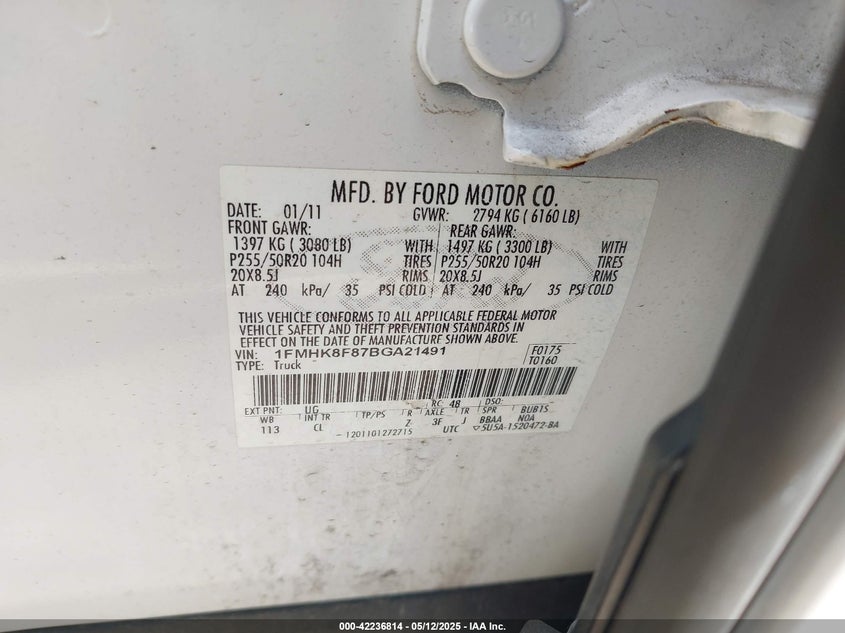 MFD. BY FORD MOTOR CO.
DATE: 01/11 GVWR: 2794 KG ( 6160 LB)
FRONT GAWR: REAR GAWR:
1397 KG ( 3080 LB) WITH 1497 KG ( 3300 LB) WITH
P255/50R20 104H TIRES P255/50R20 104H TIRES
20X8.5J RIMS 20X8.5J RIMS
AT 240 kPa/ 35 PSI COLD AT 240 kPa/ 35 PSI COLD
THIS VEHICLE CONFORMS TO ALL APPLICABLE FEDERAL MOTOR
VEHICLE SAFETY AND THEFT PREVENTION STANDARDS IN
EFFECT ON THE DATE OF MANUFACTURE SHOWN ABOVE.
VIN: 1FMHK8F87BGA21491 F0175
TYPE: Truck T0160
EXT PNT: UG RC: 48 DSO:
WB INT TR TP/PS R AXLE TR SPR BUB1S
113 CL Z 3F J BBAA NOA
1201101272715 UTC 5U5A-1520472-BA
000-42236814 - 05/12/2025 - IAA Inc.